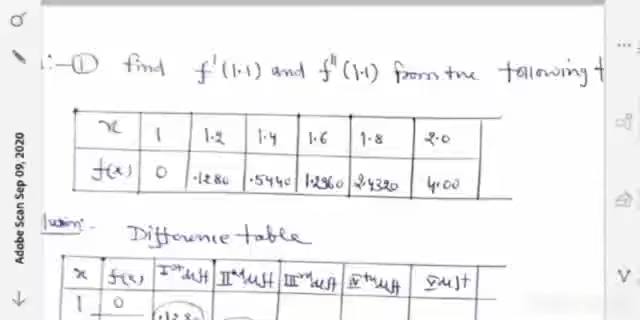 :-① find f'(1.1) and f"(1.1) from the following t
x 1 1.2 1.4 1.6 1.8 2.0
f(x) 0 .1280 .5440 1.2960 2.4320 4.00
lusion:- Difference table
x f(x) Ist diff IInd diff IIIrd diff IVth diff V diff
1 0
.1280
Adobe Scan Sep 09, 2020